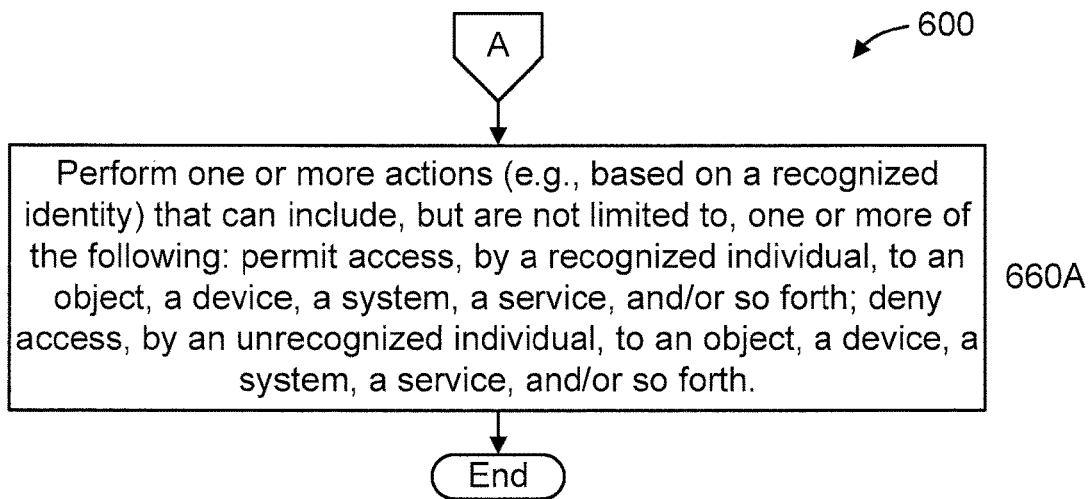 A
600
Perform one or more actions (e.g., based on a recognized
identity) that can include, but are not limited to, one or more of
the following: permit access, by a recognized individual, to an
object, a device, a system, a service, and/or so forth; deny
access, by an unrecognized individual, to an object, a device, a
system, a service, and/or so forth.
660A
End